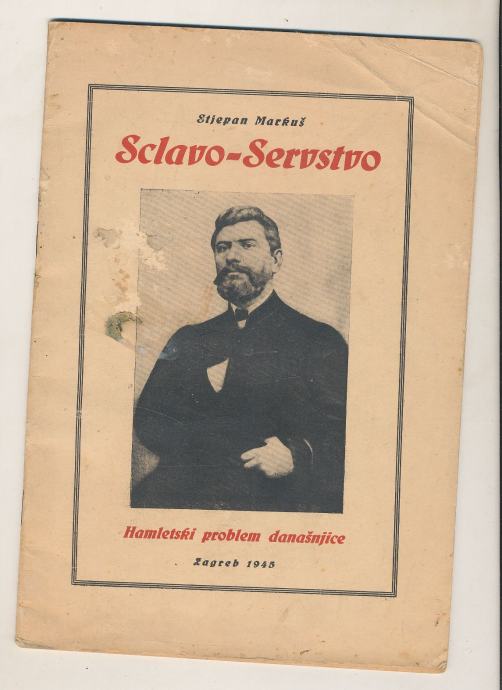 Stjepan Markuš
Sclavo-Servstvo
Hamletski problem današnjice
Zagreb 1945